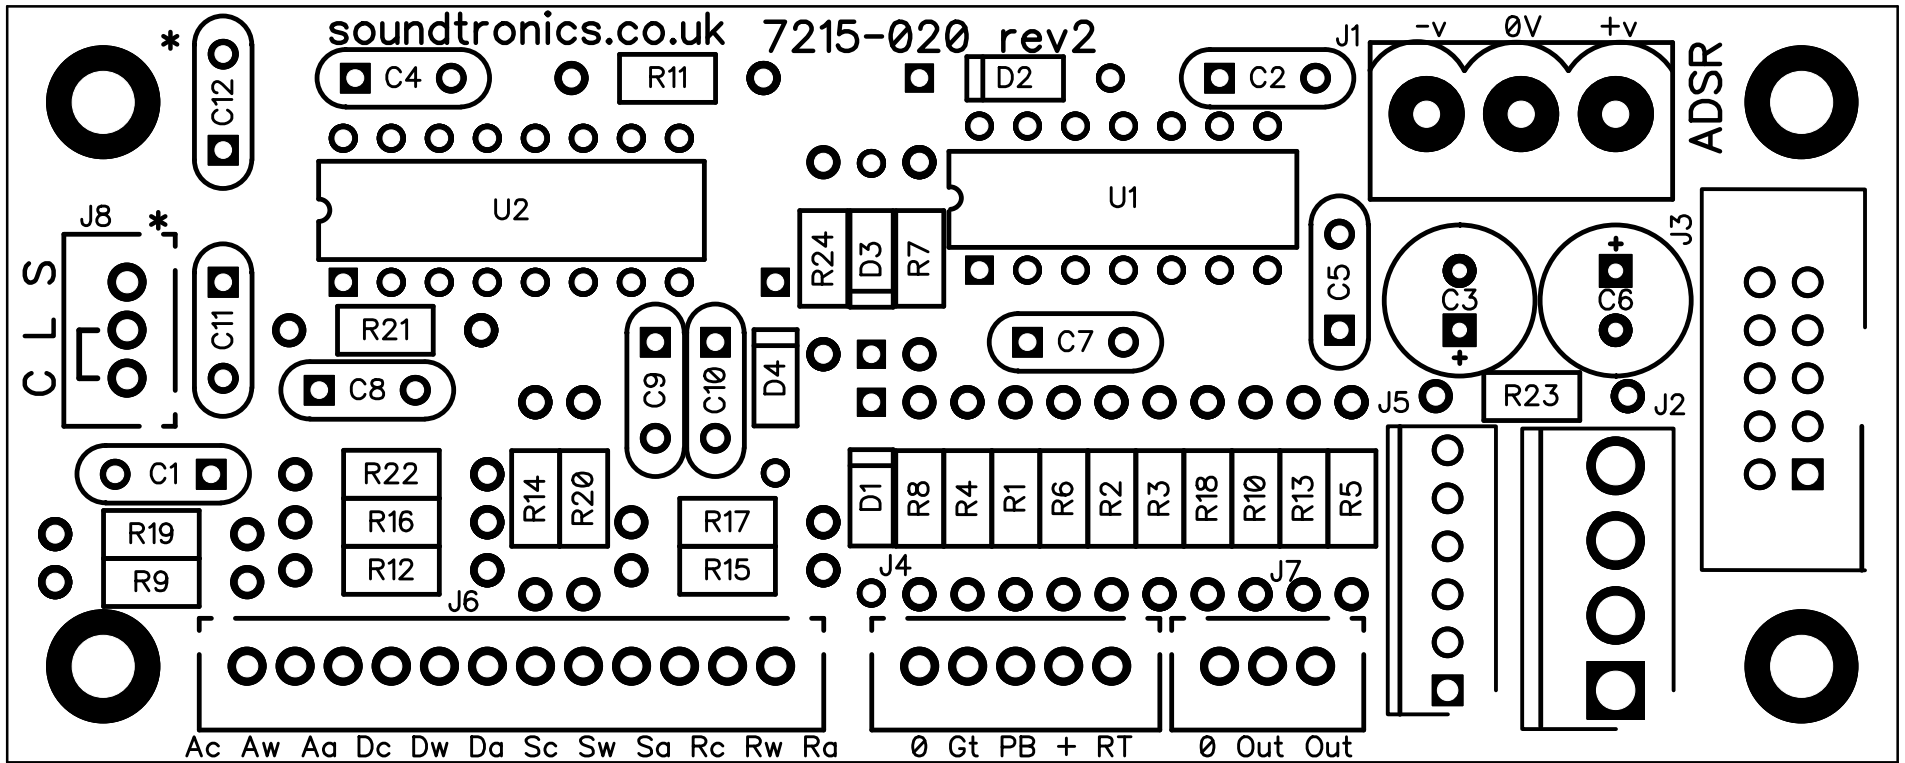 soundtronics.co.uk 7215-020 rev2
J1 -v 0V +v
* C12 C4 R11 D2 C2 ADSR
J8 * U2 U1 J3
R24 D3 R7
S L C C11 R21 C5 C3 + C6 +
C8 C9 C10 D4 C7
J5 R23 J2
C1 R22 R14 R20 D1 R8 R4 R1 R6 R2 R3 R18 R10 R13 R5
R19 R16 R17
R9 R12 R15
J6 J4 J7
Ac Aw Aa Dc Dw Da Sc Sw Sa Rc Rw Ra 0 Gt PB + RT 0 Out Out